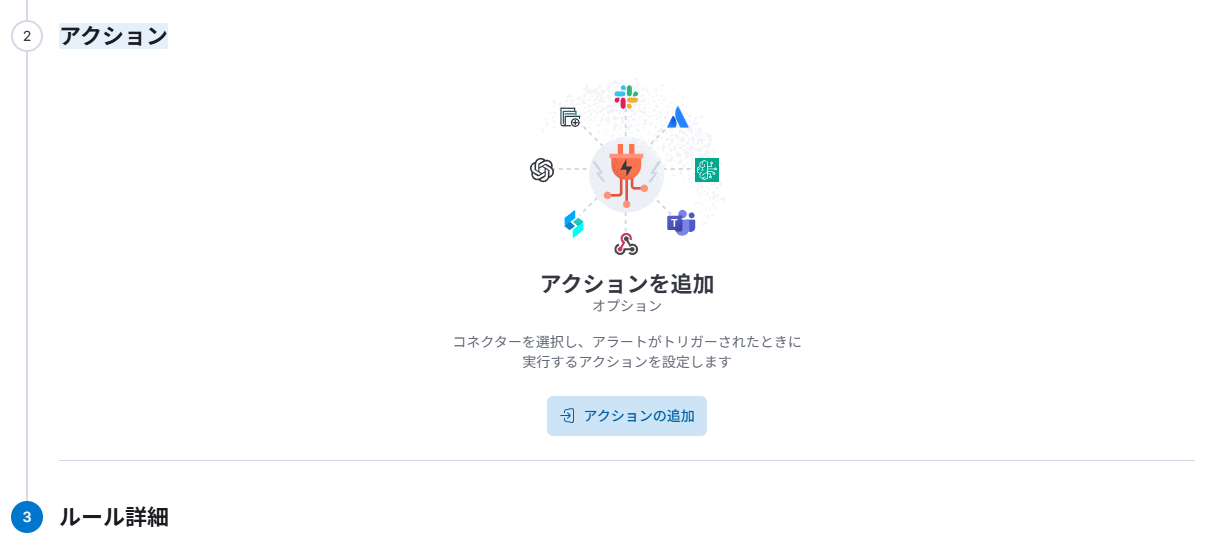 2
アクション
T
アクションを追加
オプション
コネクターを選択し、アラートがトリガーされたときに
実行するアクションを設定します
アクションの追加
3
ルール詳細